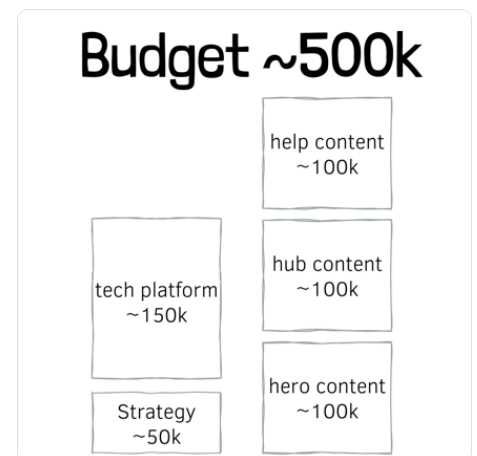 Budget ~500k
help content
~100k
tech platform
~150k
hub content
~100k
Strategy
~50k
hero content
~100k